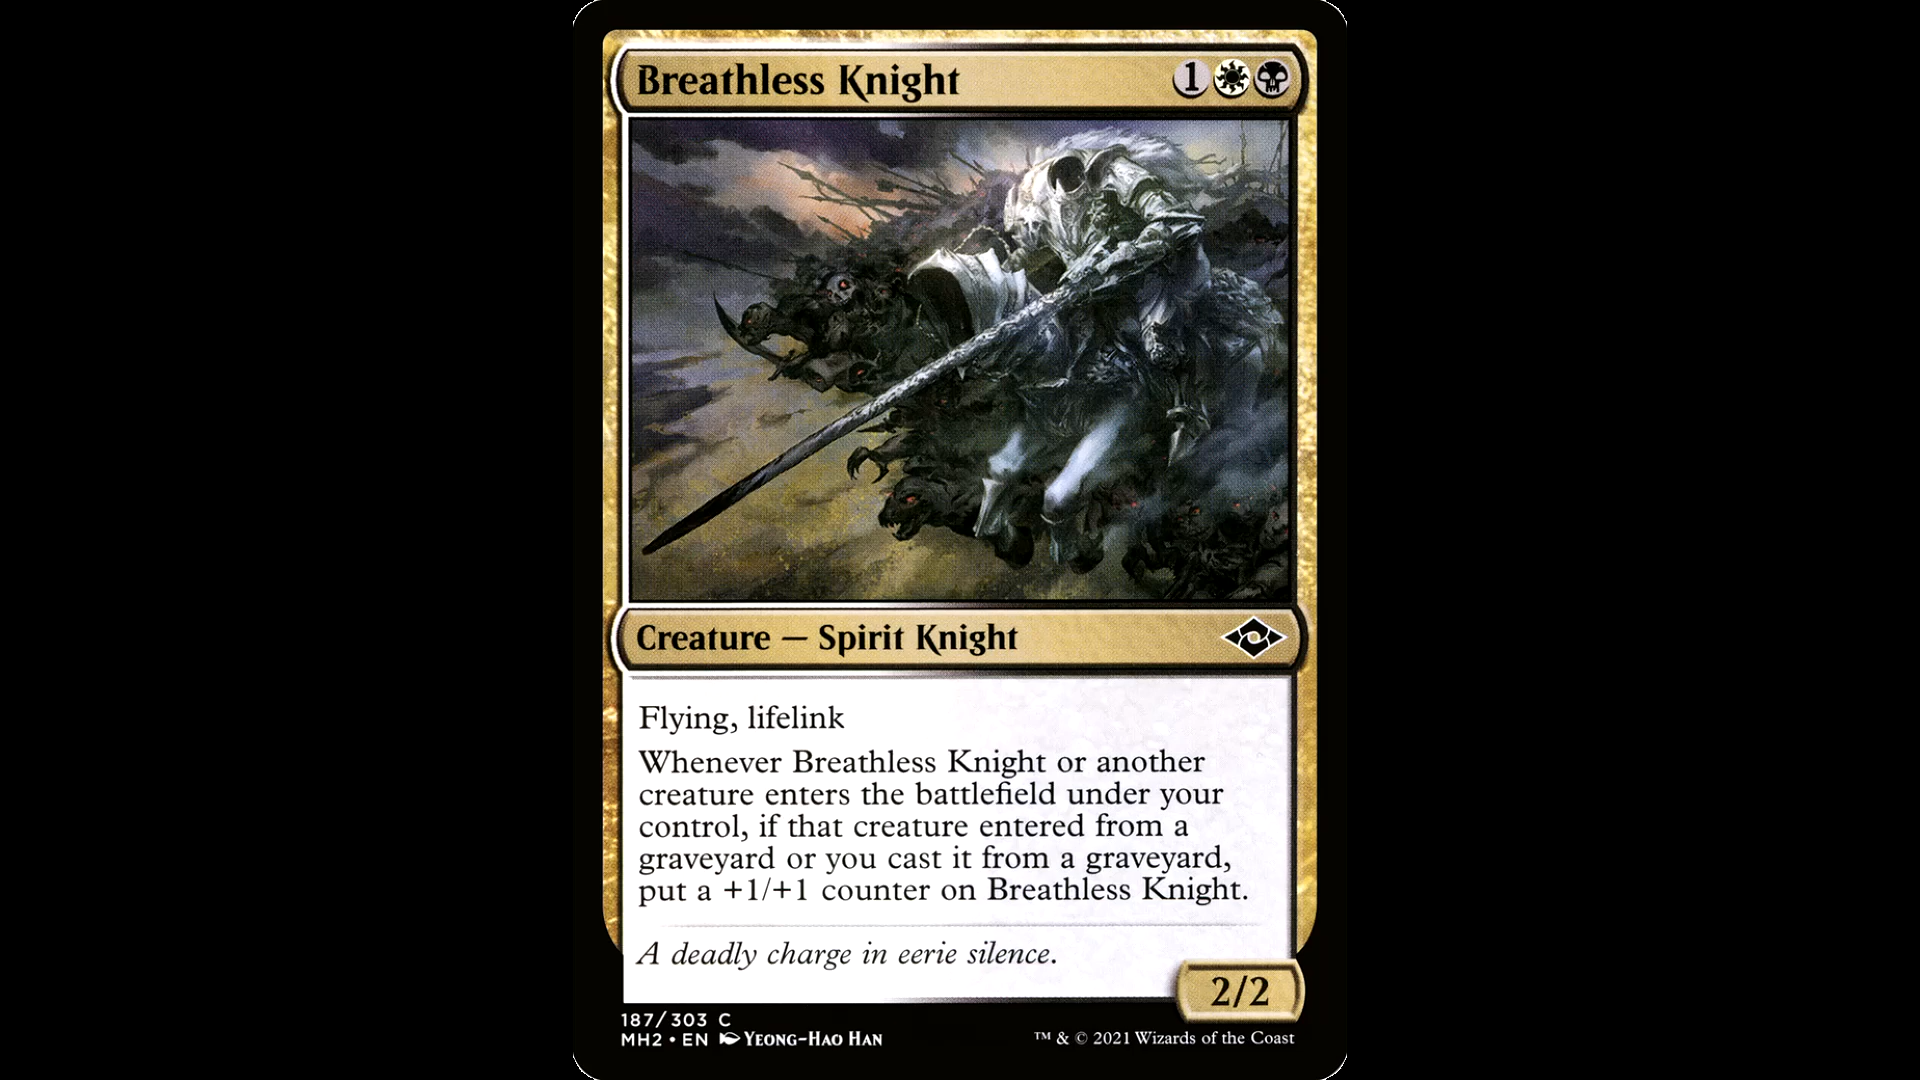 Breathless Knight 1
Creature — Spirit Knight
Flying, lifelink
Whenever Breathless Knight or another
creature enters the battlefield under your
control, if that creature entered from a
graveyard or you cast it from a graveyard,
put a +1/+1 counter on Breathless Knight.
A deadly charge in eerie silence.
2/2
187/303 C
MH2 • EN Yeong-Hao Han
™ & © 2021 Wizards of the Coast